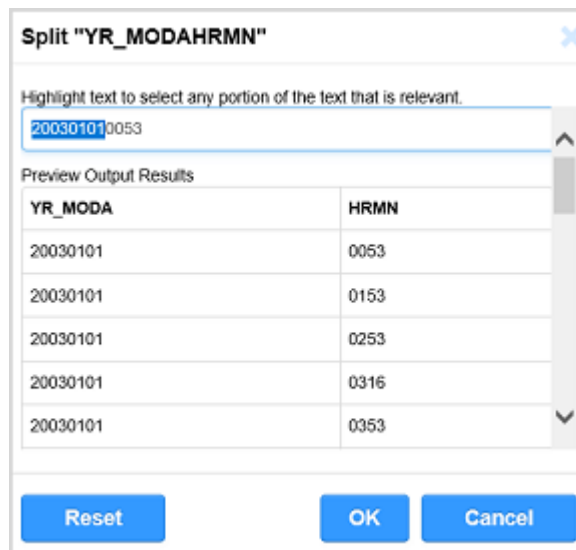 Split "YR_MODAHRMN"
Highlight text to select any portion of the text that is relevant.
200301010053
Preview Output Results
YR_MODA HRMN
20030101 0053
20030101 0153
20030101 0253
20030101 0316
20030101 0353
Reset OK Cancel